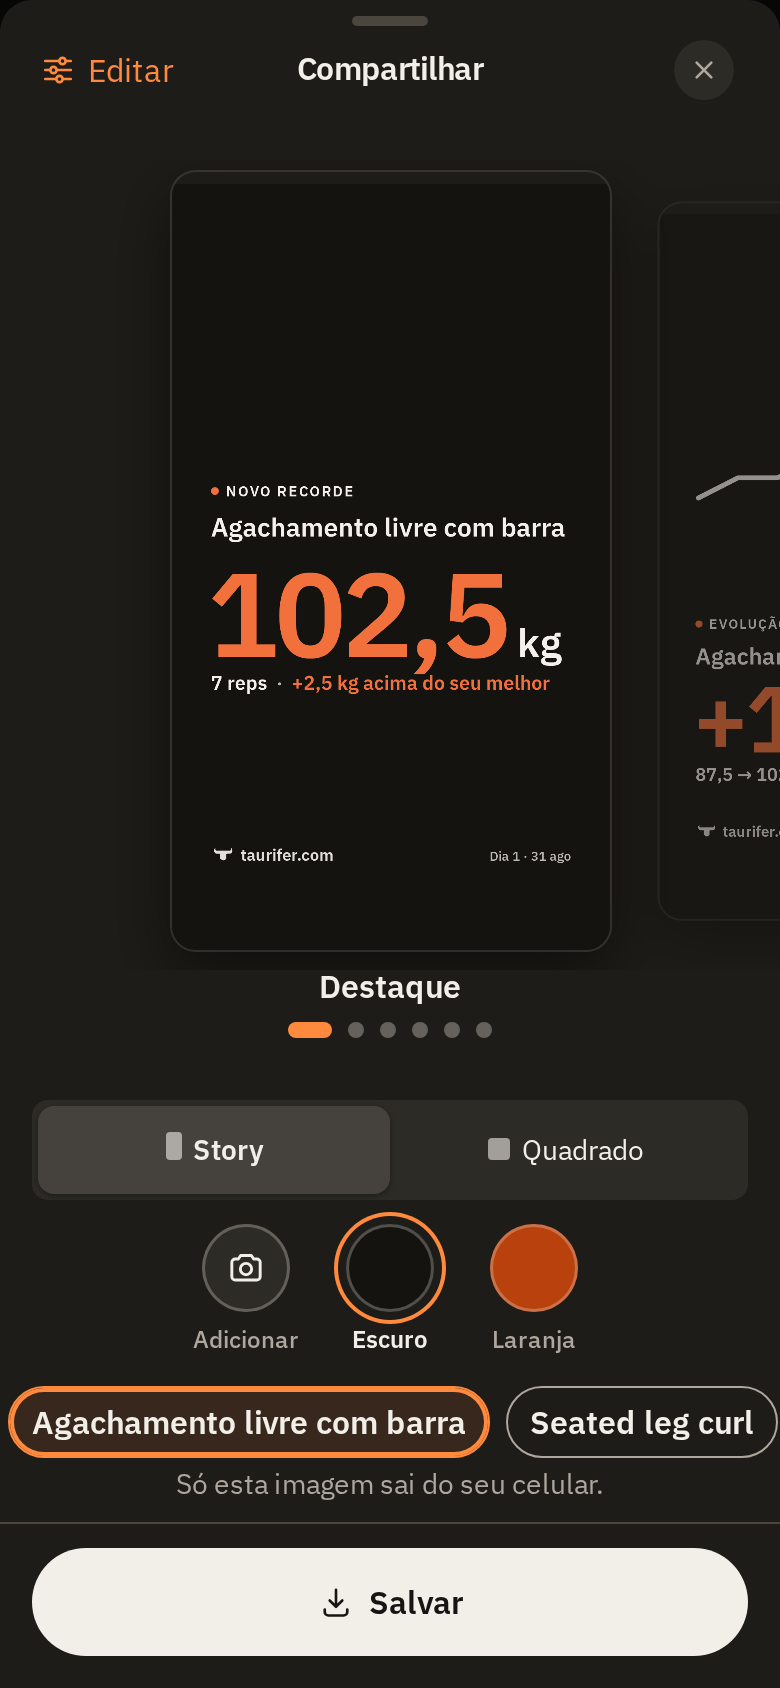 Editar
Compartilhar
NOVO RECORDE
Agachamento livre com barra
102,5 kg
7 reps · +2,5 kg acima do seu melhor
taurifer.com
Dia 1 · 31 ago
+1
87,5 → 10
taurifer.
Destaque
Story
Quadrado
Adicionar
Escuro
Laranja
Agachamento livre com barra
Seated leg curl
Só esta imagem sai do seu celular.
Salvar